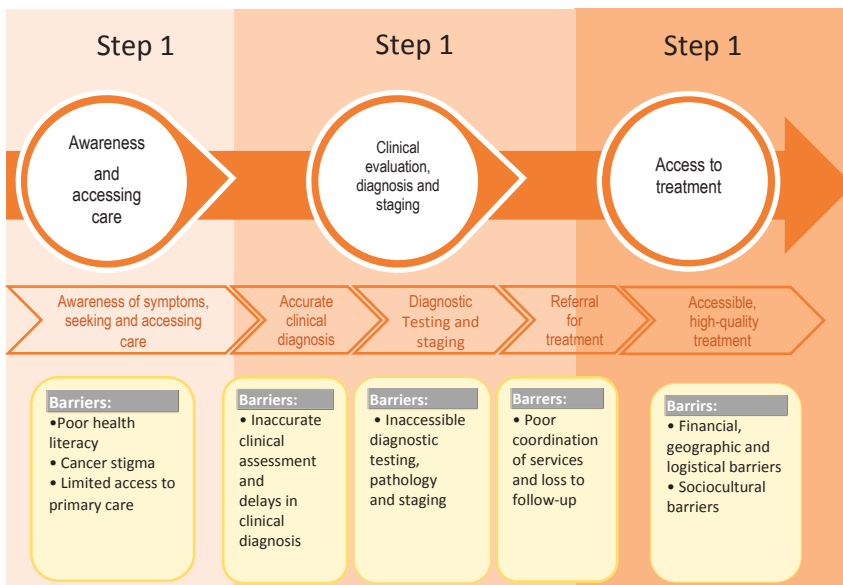 Step 1
Step 1
Step 1
Awareness
and
accessing
care
Clinical
evaluation,
diagnosis and
staging
Access to
treatment
Awareness of symptoms,
seeking and accessing
care
Accurate
clinical
diagnosis
Diagnostic
Testing and
staging
Referral
for
treatment
Accessible,
high-quality
treatment
Barriers:
•Poor health
literacy
• Cancer stigma
• Limited access to
primary care
Barriers:
• Inaccurate
clinical
assessment
and
delays in
clinical
diagnosis
Barriers:
• Inaccessible
diagnostic
testing,
pathology
and staging
Barriers:
• Poor
coordination
of services
and loss to
follow-up
Barrirs:
• Financial,
geographic and
logistical barriers
• Sociocultural
barriers